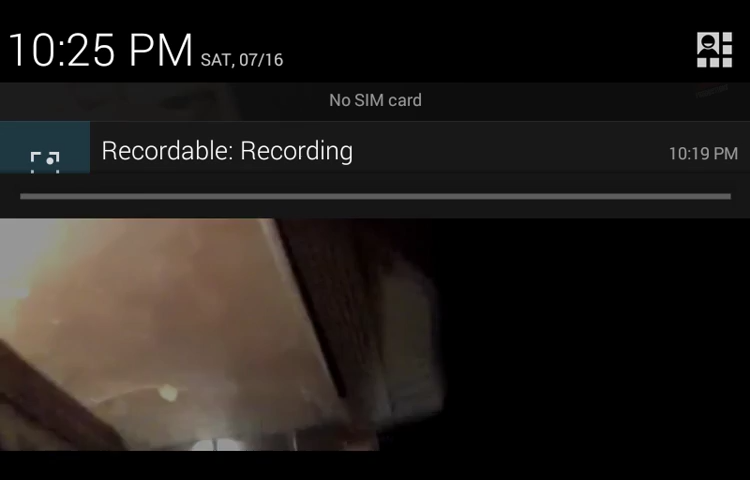 10:25 PM SAT, 07/16
No SIM card
Recordable: Recording 10:19 PM